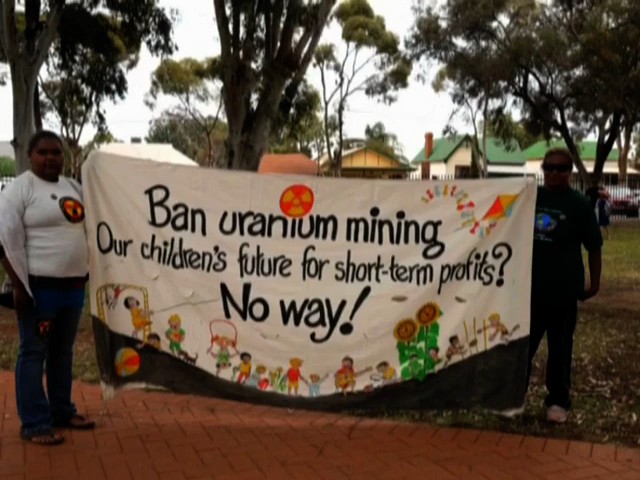 Ban uranium mining
Our children's future for short-term profits?
No way!